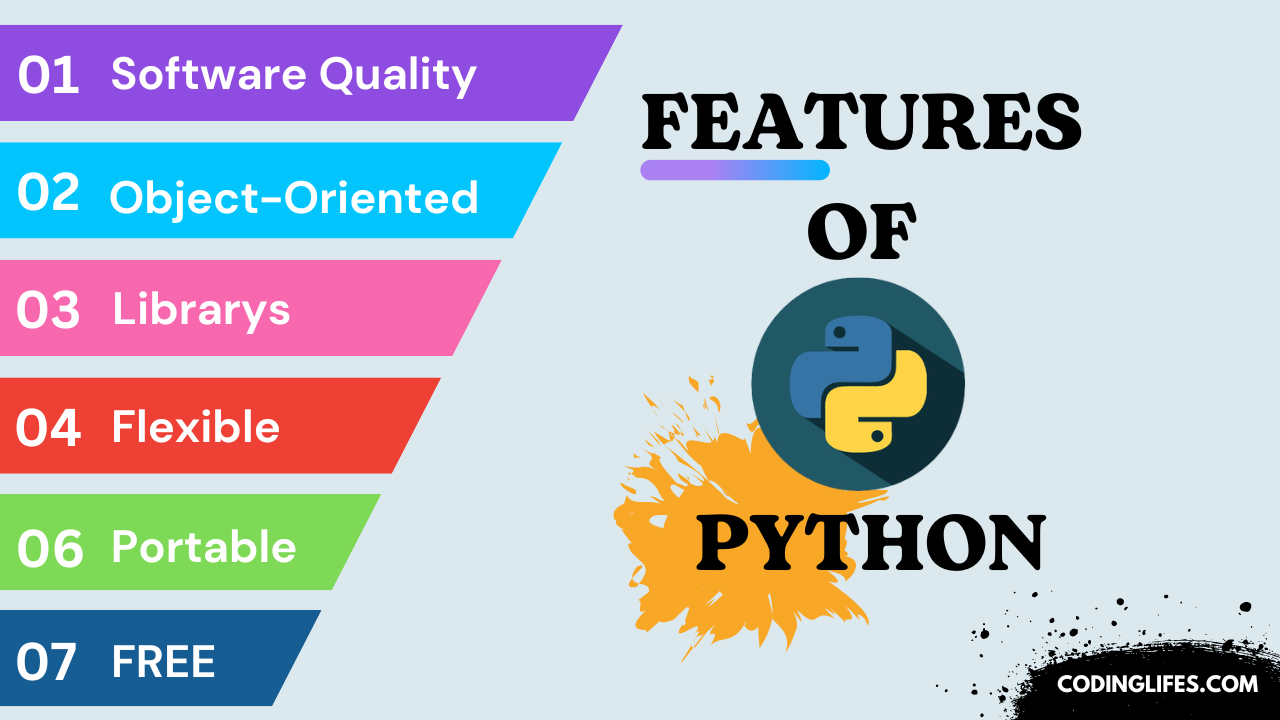 01 Software Quality
02 Object-Oriented
03 Librarys
04 Flexible
06 Portable
07 FREE
FEATURES
OF
PYTHON
CODINGLIFES.COM